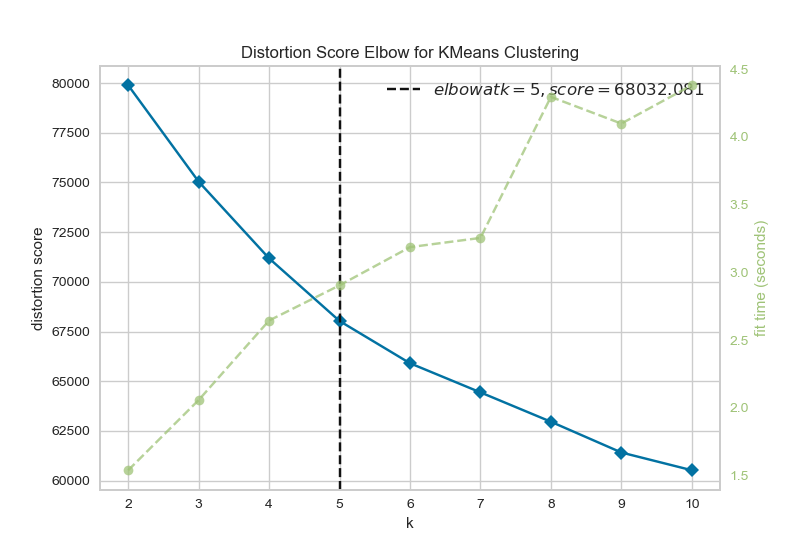 Distortion Score Elbow for KMeans Clustering
elbowatk = 5, score = 68032.081
distortion score
80000
77500
75000
72500
70000
67500
65000
62500
60000
4.5
4.0
3.5
3.0
2.5
2.0
1.5
fit time (seconds)
2 3 4 5 6 7 8 9 10
k